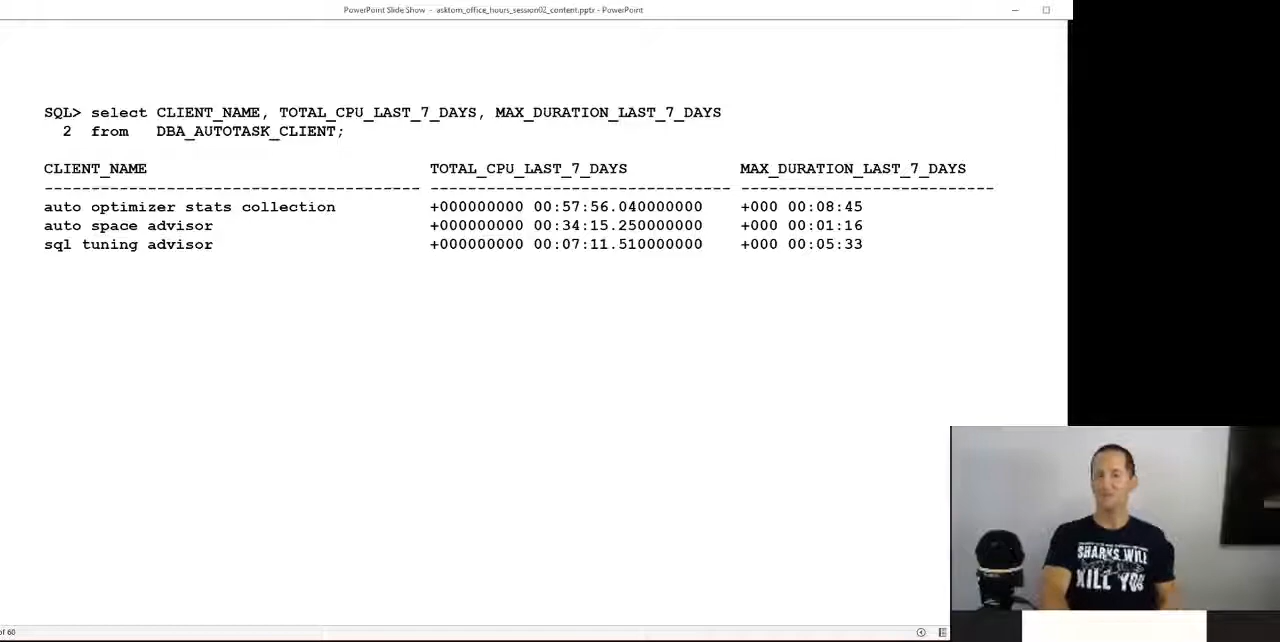 PowerPoint Slide Show - asktom_office_hours_session02_content.pptx - PowerPoint
SQL> select CLIENT_NAME, TOTAL_CPU_LAST_7_DAYS, MAX_DURATION_LAST_7_DAYS
2 from DBA_AUTOTASK_CLIENT;
CLIENT_NAME TOTAL_CPU_LAST_7_DAYS MAX_DURATION_LAST_7_DAYS
---------------------------------------- -------------------------------- ---------------------------
auto optimizer stats collection +000000000 00:57:56.040000000 +000 00:08:45
auto space advisor +000000000 00:34:15.250000000 +000 00:01:16
sql tuning advisor +000000000 00:07:11.510000000 +000 00:05:33
SHARKS WILL
KILL YOU
of 60